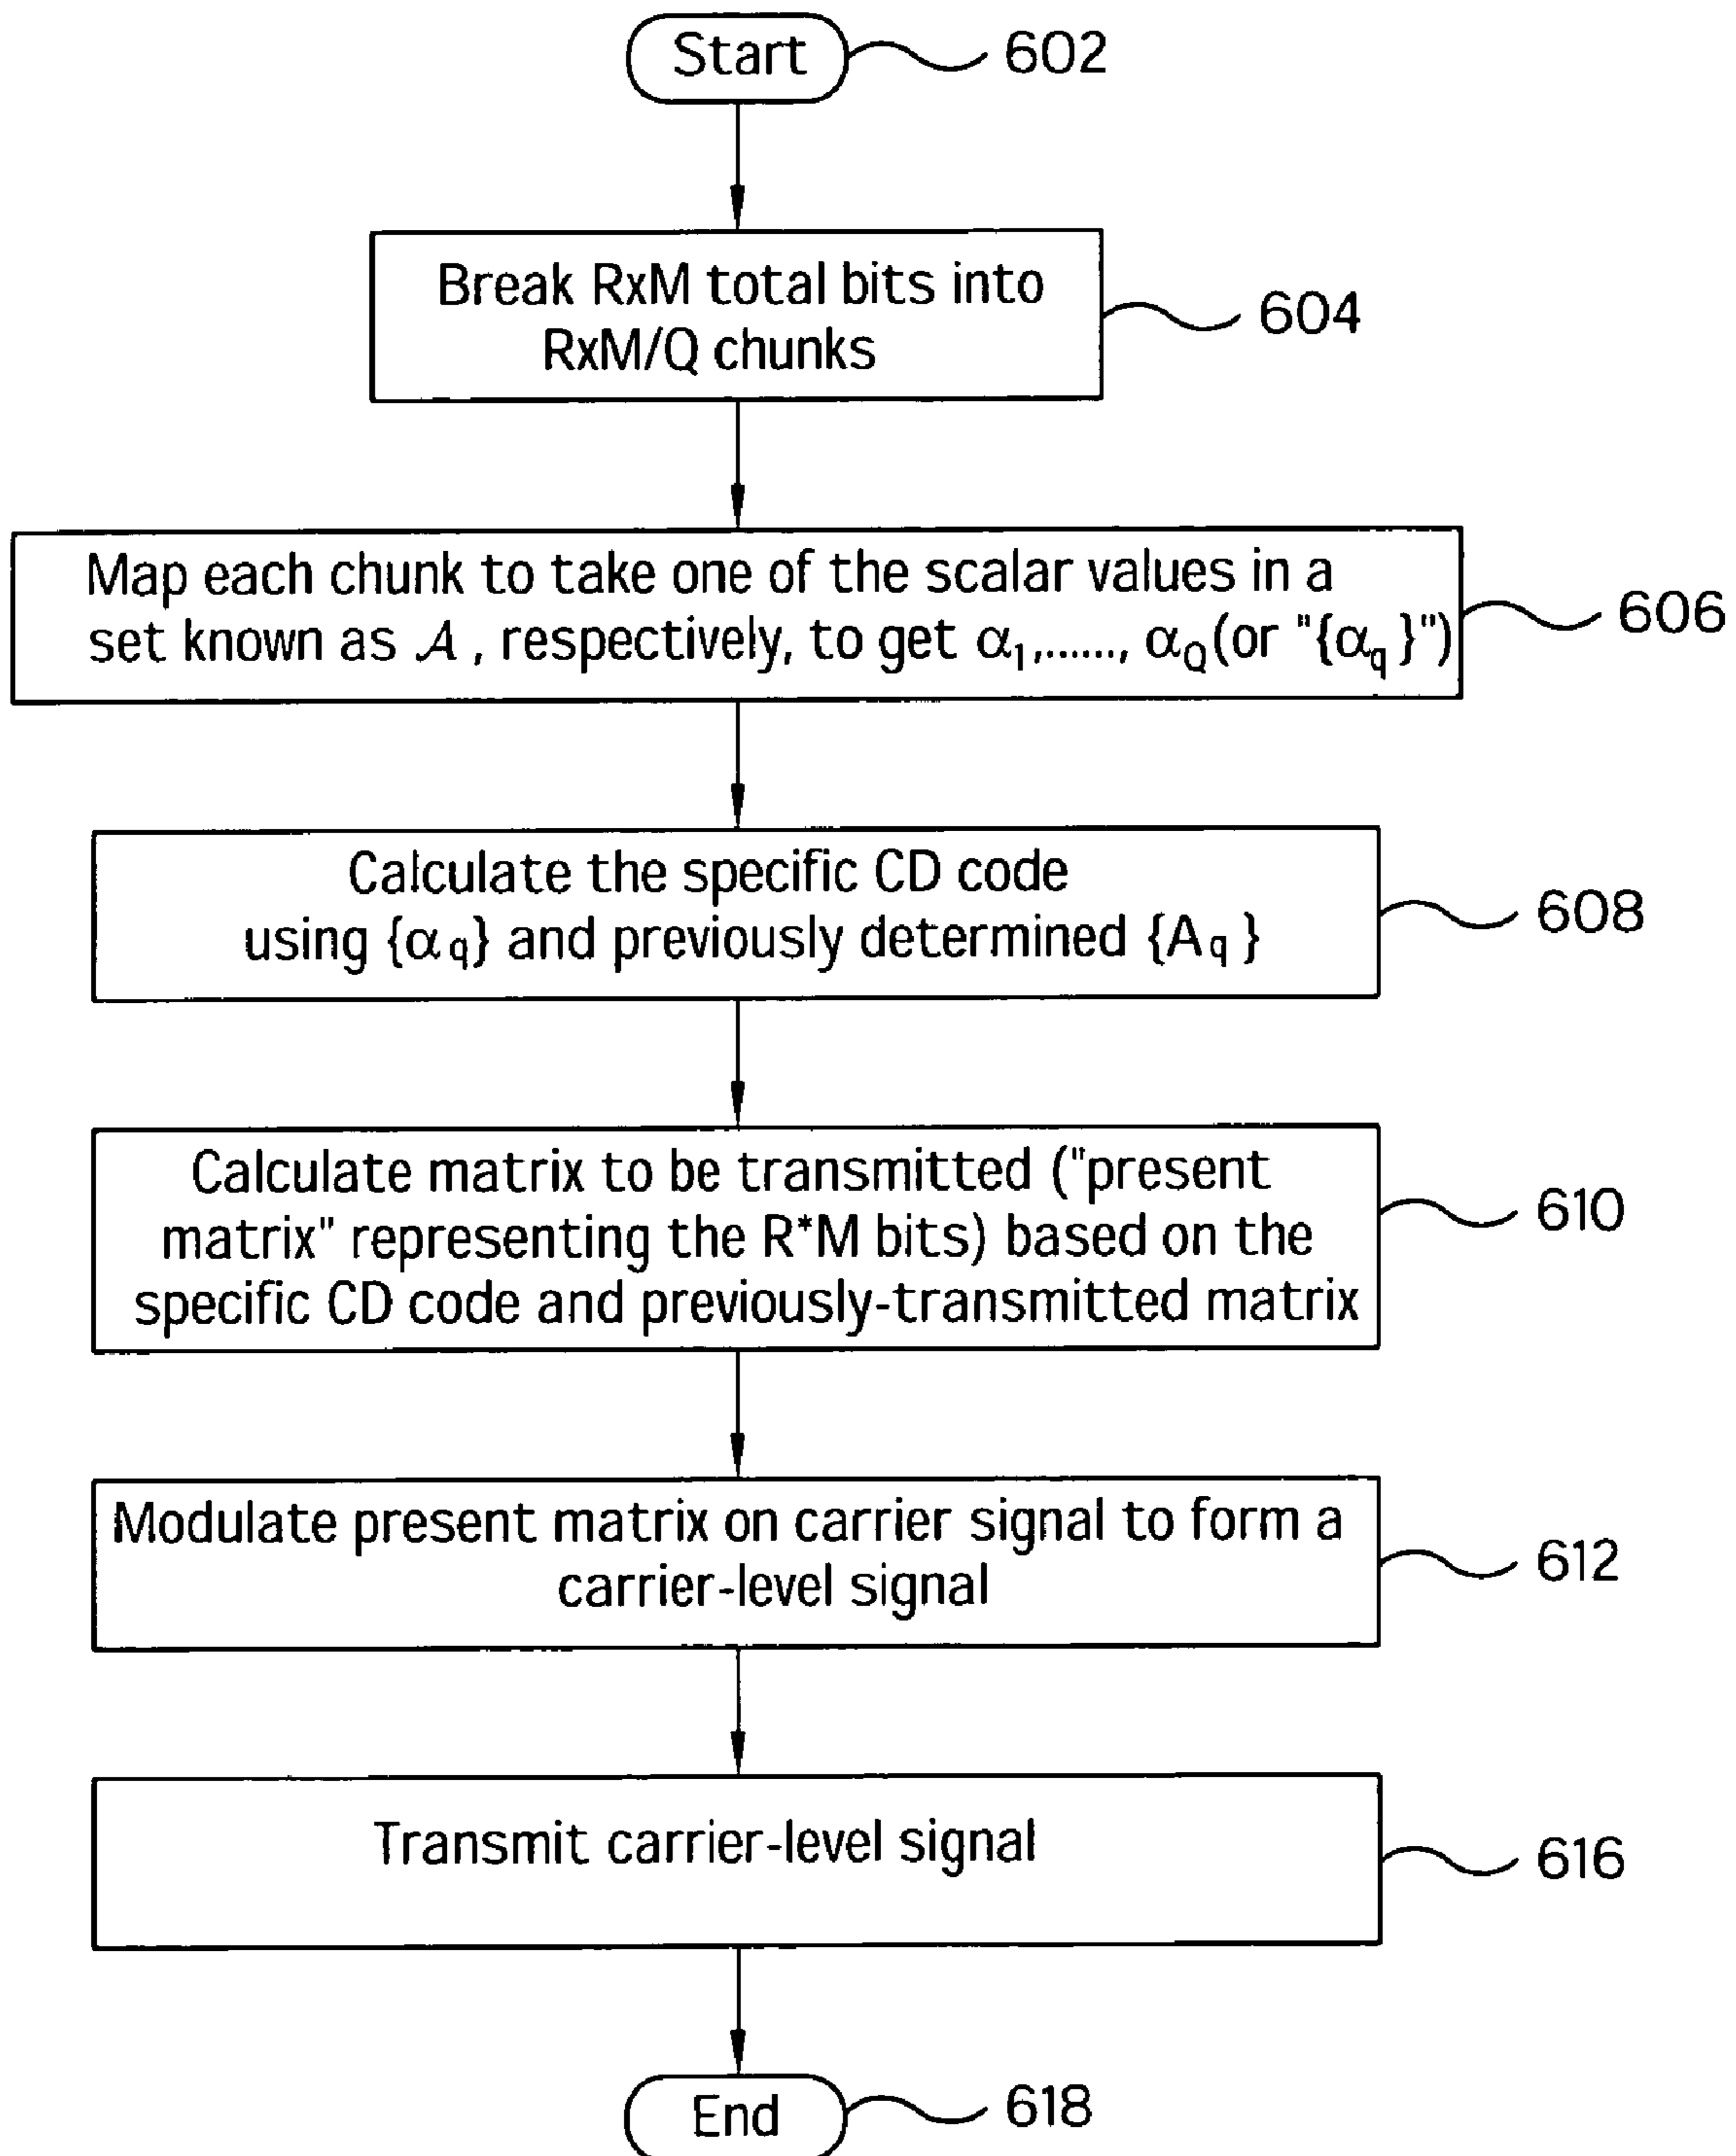 Start
602
Break RxM total bits into
RxM/Q chunks
604
Map each chunk to take one of the scalar values in a
set known as 𝒜, respectively, to get α₁,......, α_Q(or "{α_q}")
606
Calculate the specific CD code
using {α_q} and previously determined {A_q}
608
Calculate matrix to be transmitted ("present
matrix" representing the R*M bits) based on the
specific CD code and previously-transmitted matrix
610
Modulate present matrix on carrier signal to form a
carrier-level signal
612
Transmit carrier-level signal
616
End
618